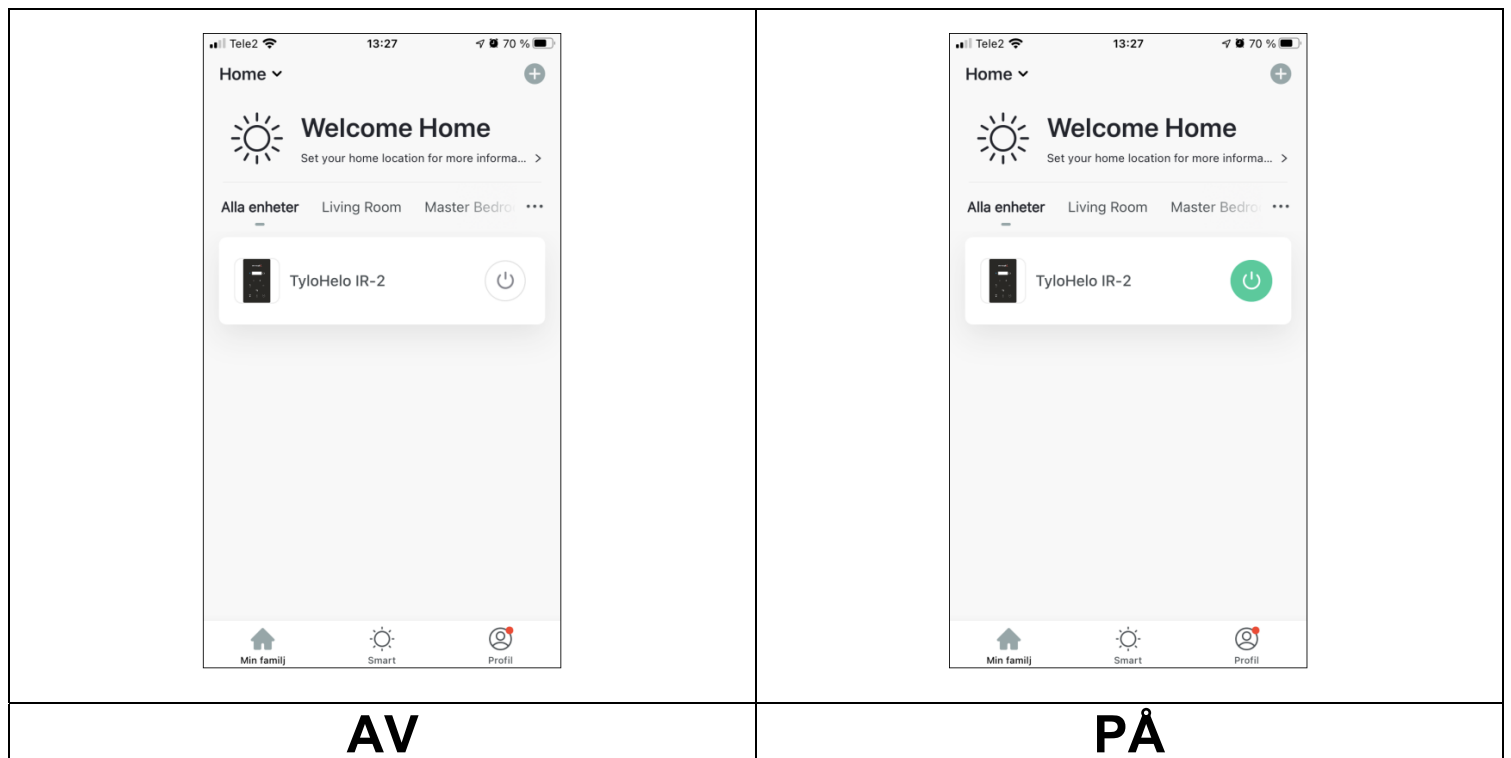 Tele2 13:27 70 %
Home
Welcome Home
Set your home location for more informa...
Alla enheter Living Room Master Bedro
TyloHelo IR-2
Min familj Smart Profil
AV
Tele2 13:27 70 %
Home
Welcome Home
Set your home location for more informa...
Alla enheter Living Room Master Bedro
TyloHelo IR-2
Min familj Smart Profil
PÅ